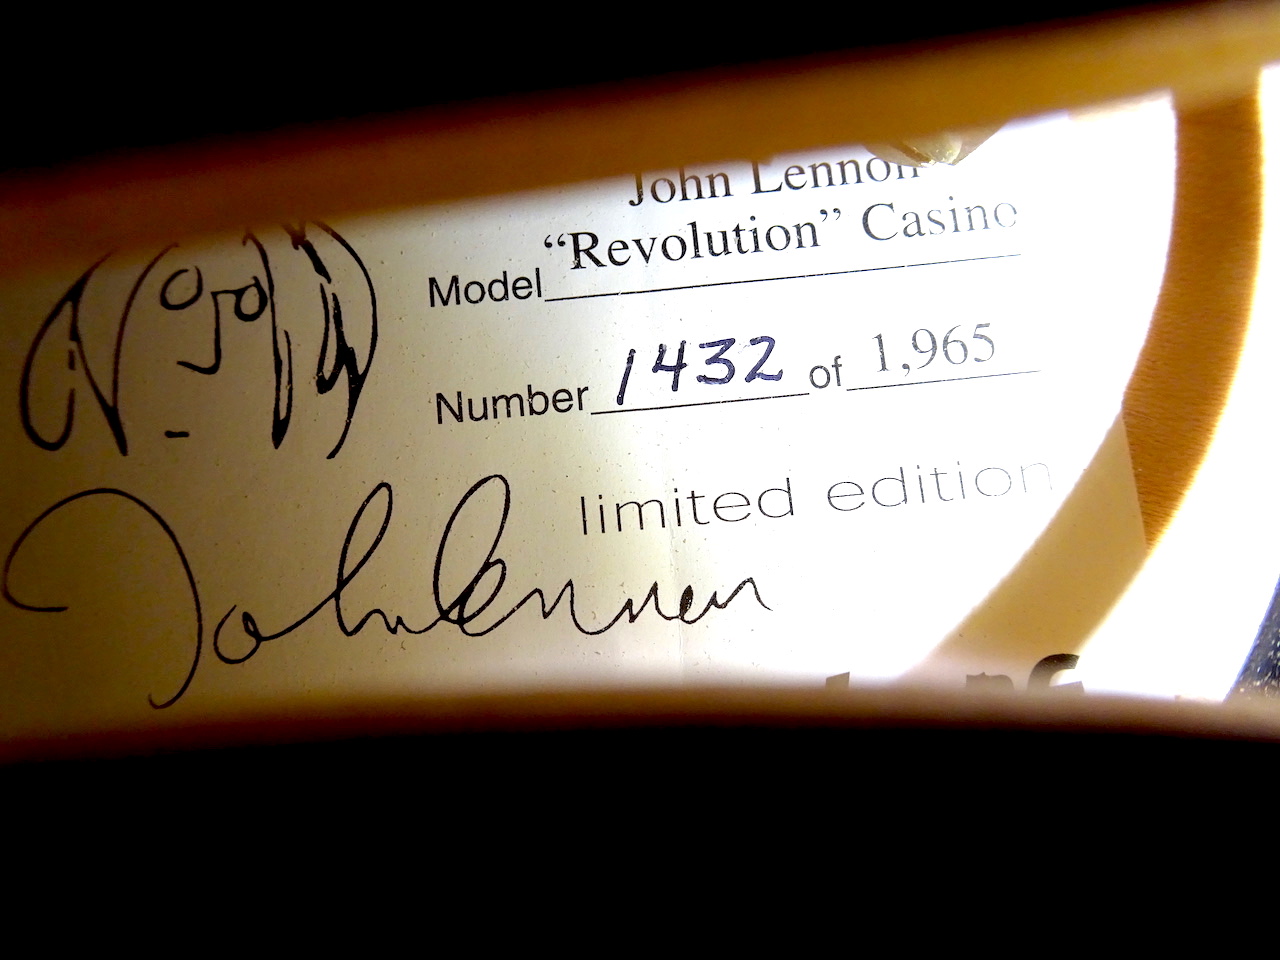 John Lennon
"Revolution" Casino
Model
Number 1432 of 1,965
limited edition
John Lennon